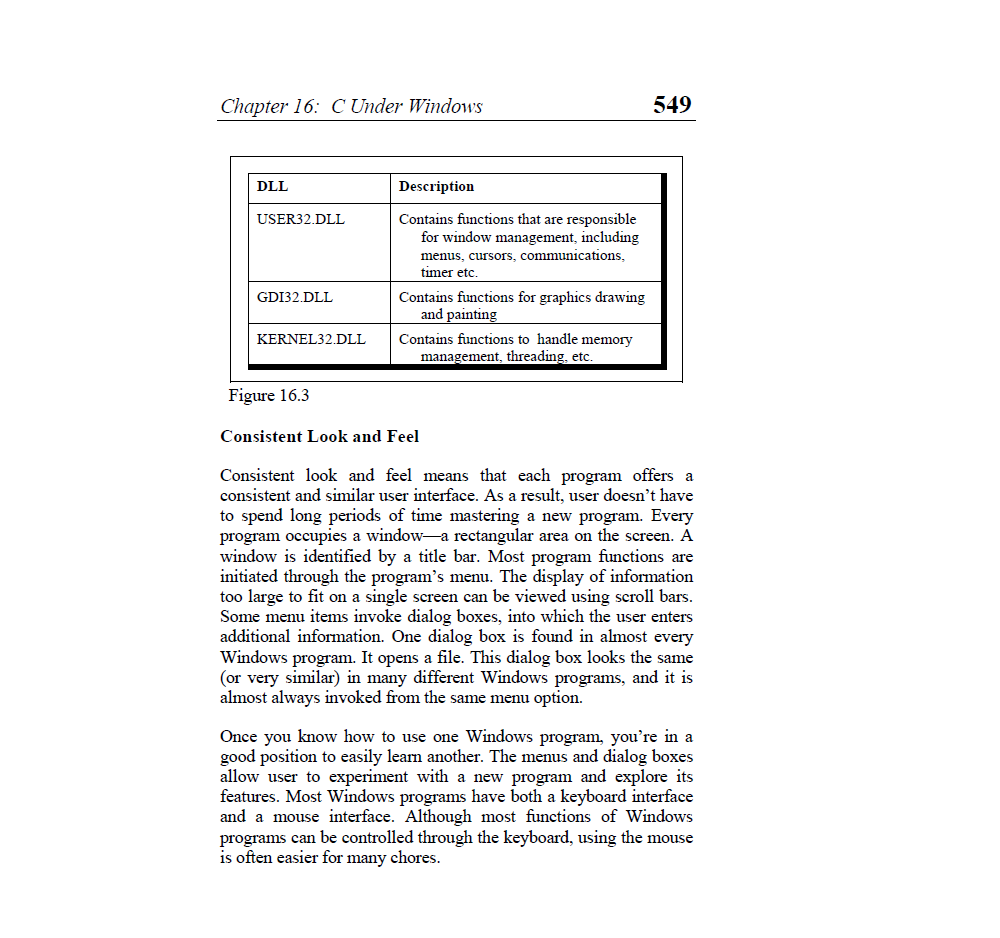 Chapter 16: C Under Windows 549
DLL Description
USER32.DLL Contains functions that are responsible
for window management, including
menus, cursors, communications,
timer etc.
GDI32.DLL Contains functions for graphics drawing
and painting
KERNEL32.DLL Contains functions to handle memory
management, threading, etc.
Figure 16.3
Consistent Look and Feel
Consistent look and feel means that each program offers a
consistent and similar user interface. As a result, user doesn’t have
to spend long periods of time mastering a new program. Every
program occupies a window—a rectangular area on the screen. A
window is identified by a title bar. Most program functions are
initiated through the program’s menu. The display of information
too large to fit on a single screen can be viewed using scroll bars.
Some menu items invoke dialog boxes, into which the user enters
additional information. One dialog box is found in almost every
Windows program. It opens a file. This dialog box looks the same
(or very similar) in many different Windows programs, and it is
almost always invoked from the same menu option.
Once you know how to use one Windows program, you’re in a
good position to easily learn another. The menus and dialog boxes
allow user to experiment with a new program and explore its
features. Most Windows programs have both a keyboard interface
and a mouse interface. Although most functions of Windows
programs can be controlled through the keyboard, using the mouse
is often easier for many chores.